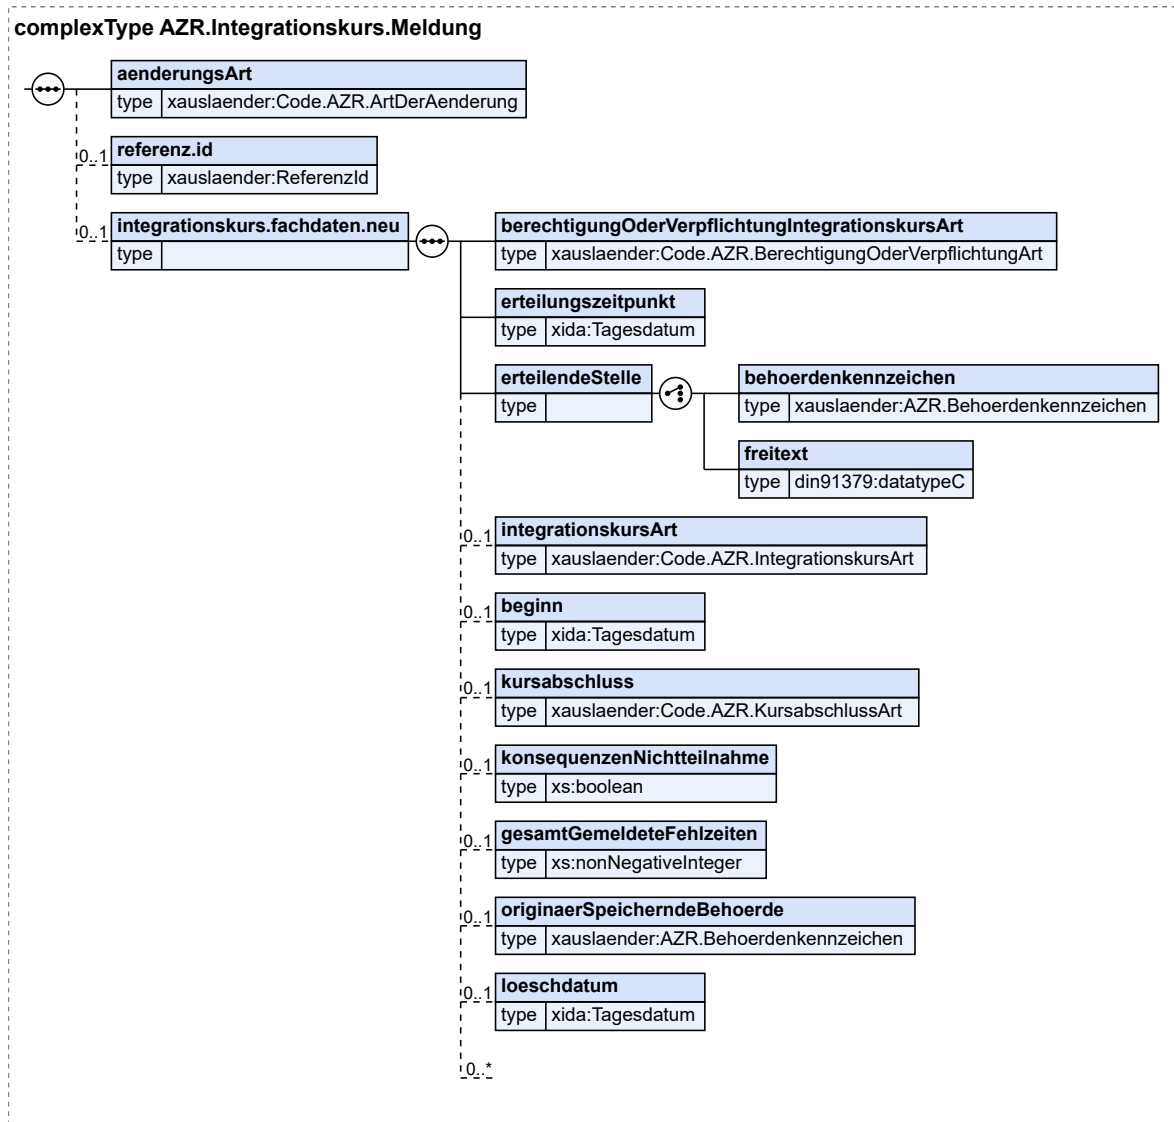 complexType AZR.Integrationskurs.Meldung
aenderungsArt
type xauslaender:Code.AZR.ArtDerAenderung
0..1 referenz.id
type xauslaender:ReferenzId
0..1 integrationskurs.fachdaten.neu
type
berechtigungOderVerpflichtungIntegrationskursArt
type xauslaender:Code.AZR.BerechtigungOderVerpflichtungArt
erteilungszeitpunkt
type xida:Tagesdatum
erteilendeStelle
type
behoerdenkennzeichen
type xauslaender:AZR.Behoerdenkennzeichen
freitext
type din91379:datatypeC
0..1 integrationskursArt
type xauslaender:Code.AZR.IntegrationskursArt
0..1 beginn
type xida:Tagesdatum
0..1 kursabschluss
type xauslaender:Code.AZR.KursabschlussArt
0..1 konsequenzenNichtteilnahme
type xs:boolean
0..1 gesamtGemeldeteFehlzeiten
type xs:nonNegativeInteger
0..1 originaerSpeicherndeBehoerde
type xauslaender:AZR.Behoerdenkennzeichen
0..1 loeschdatum
type xida:Tagesdatum
0..*